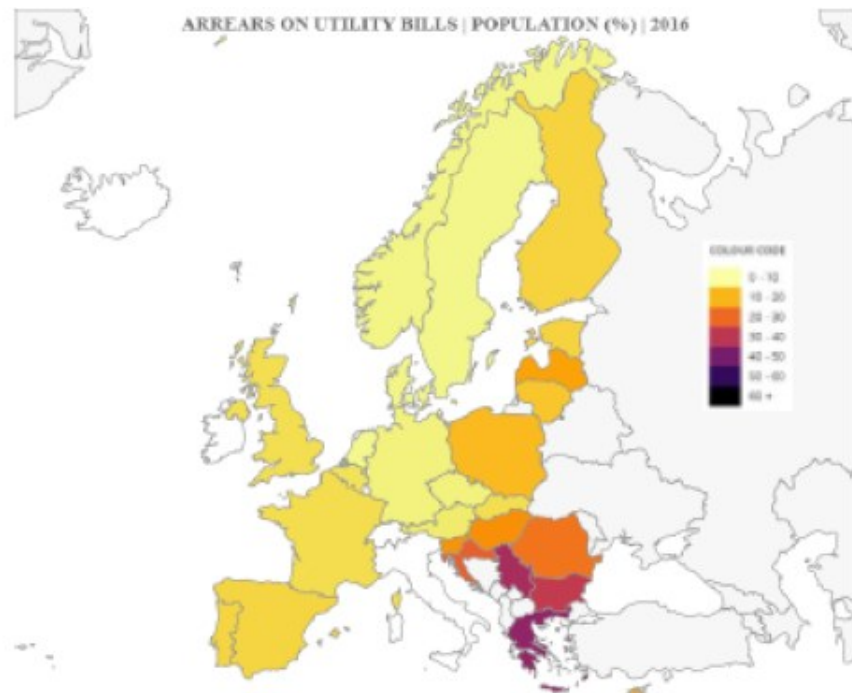 ARREARS ON UTILITY BILLS | POPULATION (%) | 2016
COLOUR CODE
0 - 10
10 - 20
20 - 30
30 - 40
40 - 50
50 - 60
60 +